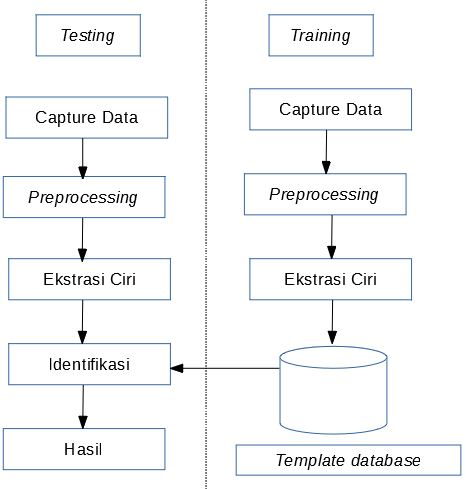 Testing
Training
Capture Data
Capture Data
Preprocessing
Preprocessing
Ekstrasi Ciri
Ekstrasi Ciri
Identifikasi
Hasil
Template database